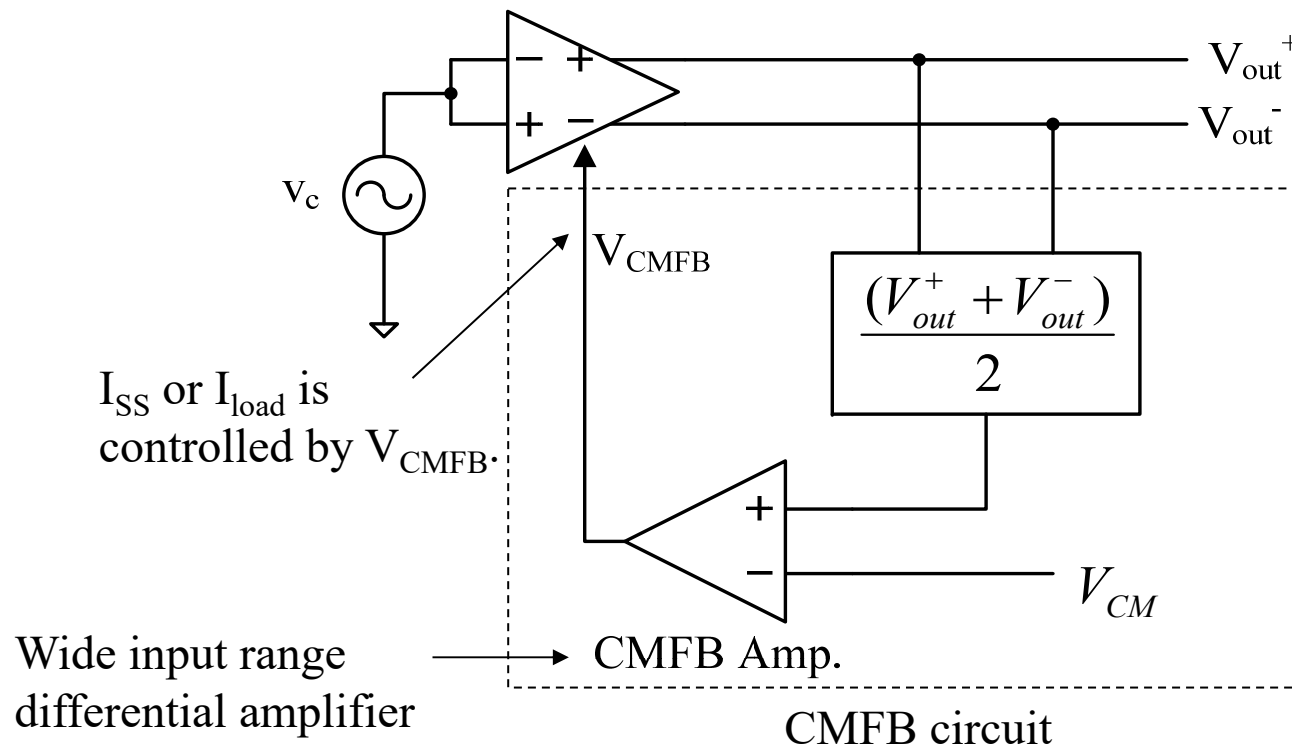 − +
+ −
V_out^+
V_out^-
v_c
V_CMFB
(V_out^+ + V_out^−)
2
I_SS or I_load is
controlled by V_CMFB.
+
−
V_CM
Wide input range
differential amplifier
CMFB Amp.
CMFB circuit